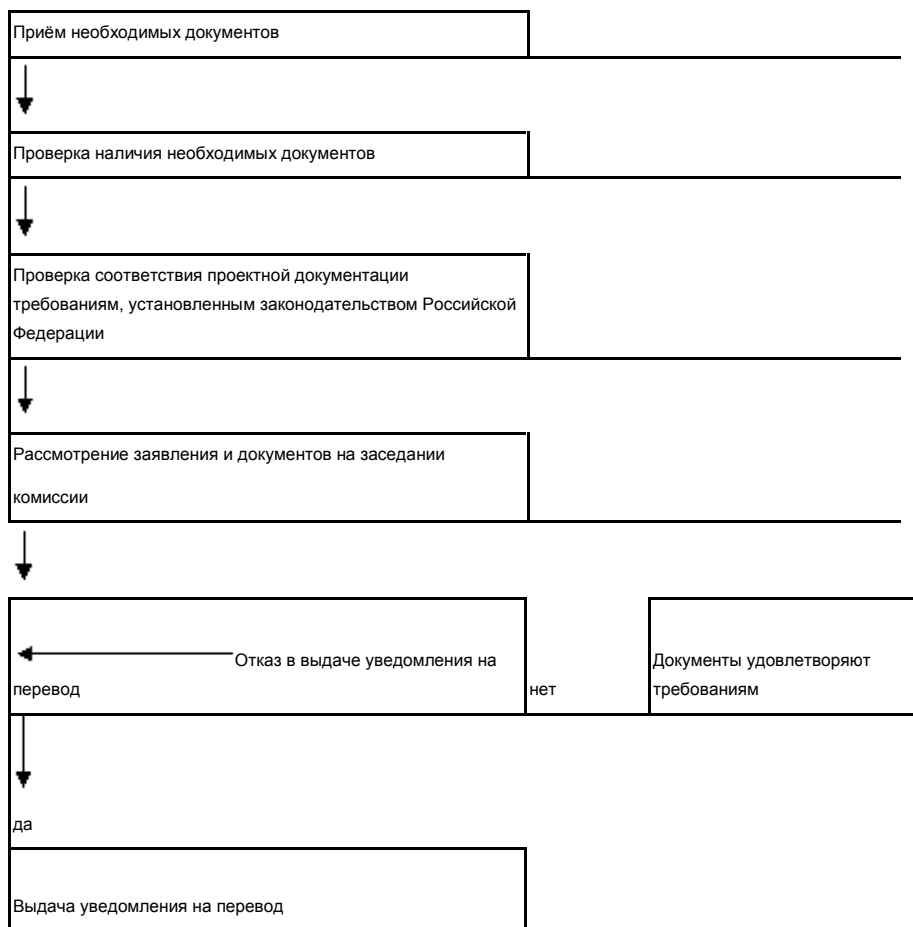 Приём необходимых документов
Проверка наличия необходимых документов
Проверка соответствия проектной документации
требованиям, установленным законодательством Российской
Федерации
Рассмотрение заявления и документов на заседании
комиссии
Отказ в выдаче уведомления на
перевод
нет
Документы удовлетворяют
требованиям
да
Выдача уведомления на перевод